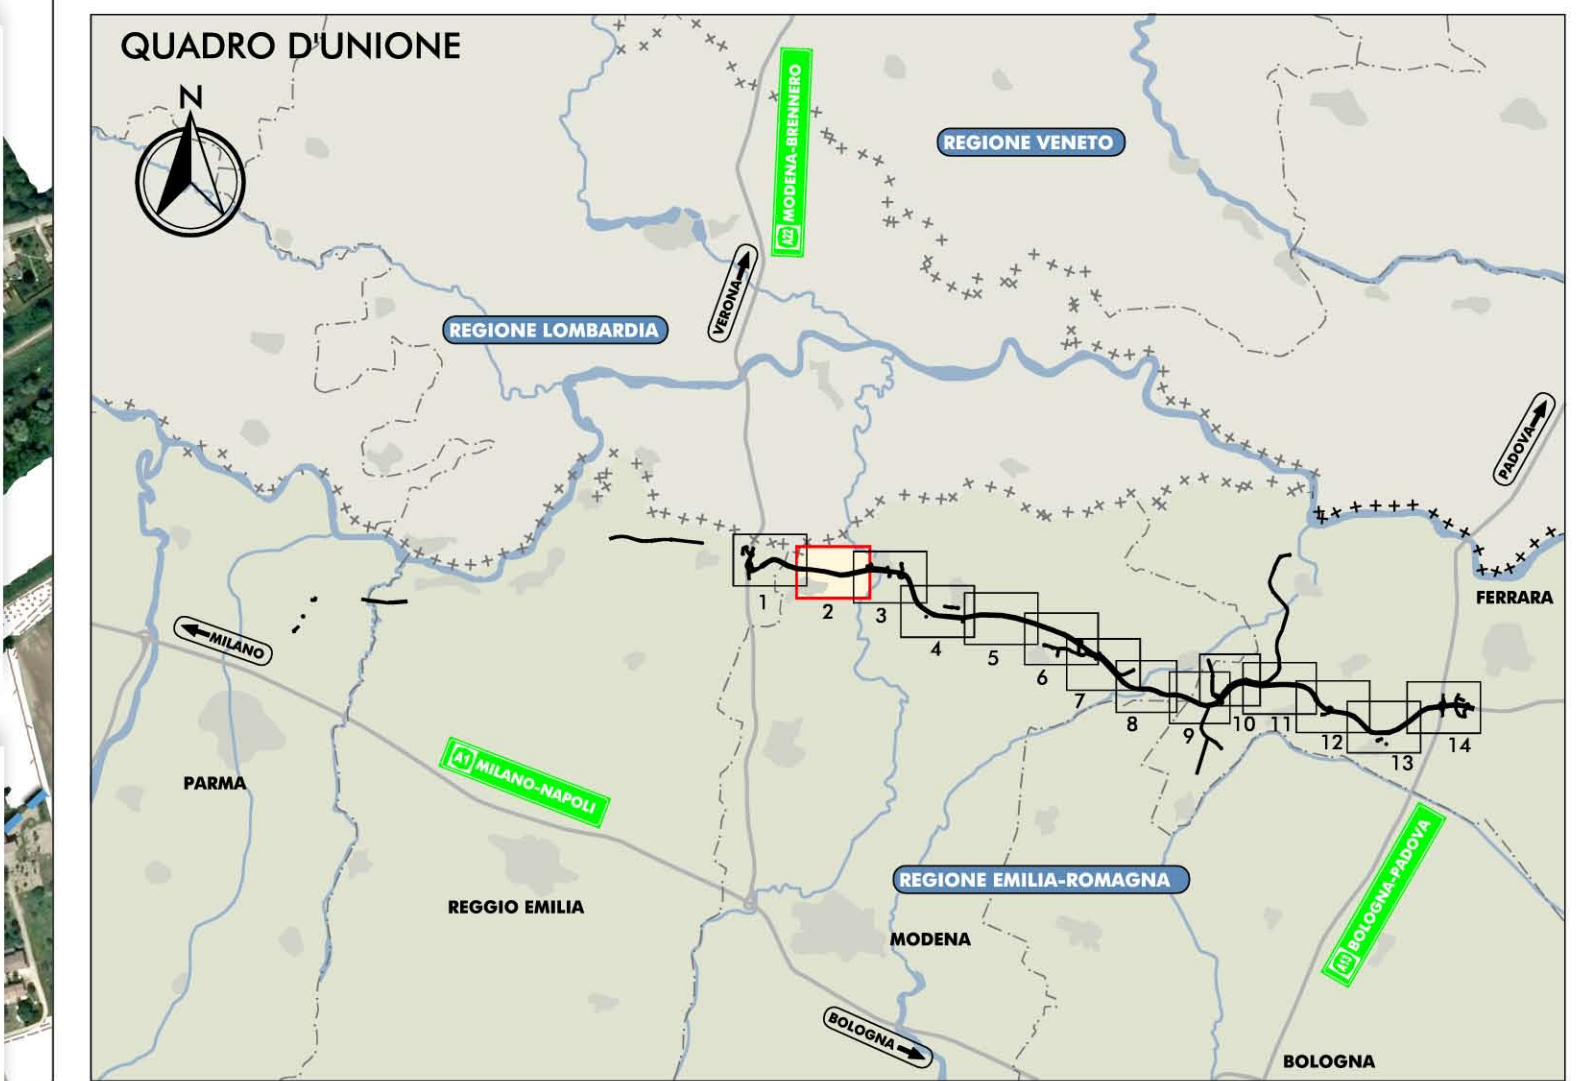 QUADRO D'UNIONE
N
A22 MODENA-BRENNERO
REGIONE VENETO
VERONA
REGIONE LOMBARDIA
PADOVA
FERRARA
1
2
3
4
5
6
7
8
9
10
11
12
13
14
MILANO
PARMA
A1 MILANO-NAPOLI
REGGIO EMILIA
REGIONE EMILIA-ROMAGNA
A13 BOLOGNA-PADOVA
MODENA
BOLOGNA
BOLOGNA